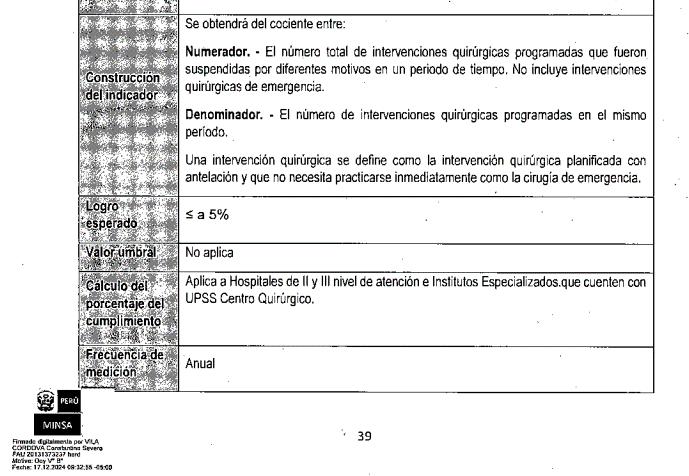 Se obtendrá del cociente entre:
Numerador. - El número total de intervenciones quirúrgicas programadas que fueron
suspendidas por diferentes motivos en un periodo de tiempo. No incluye intervenciones
quirúrgicas de emergencia.
Construcción
del indicador
Denominador. - El número de intervenciones quirúrgicas programadas en el mismo
período.
Una intervención quirúrgica se define como la intervención quirúrgica planificada con
antelación y que no necesita practicarse inmediatamente como la cirugía de emergencia.
Logro
esperado
≤ a 5%
Valor umbral
No aplica
Cálculo del
porcentaje del
cumplimiento
Aplica a Hospitales de II y III nivel de atención e Institutos Especializados que cuenten con
UPSS Centro Quirúrgico.
Frecuencia de
medición
Anual
PERÚ
MINSA
Firmado digitalmente por VILA
CORDOVA Constantino Severo
FAU 20131373237 hard
Motivo: Doy V° B°
Fecha: 17.12.2024 09:32:55 -05:00
39